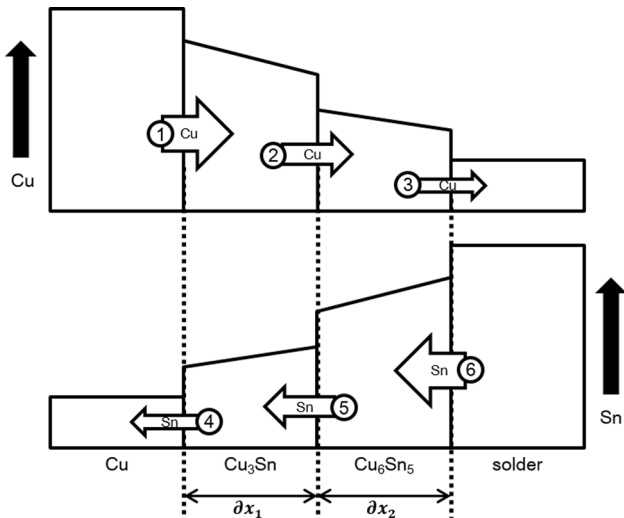 Cu
1 Cu
2 Cu
3 Cu
Sn
Sn 6
Sn 5
Sn 4
Cu Cu₃Sn Cu₆Sn₅ solder
∂x₁ ∂x₂